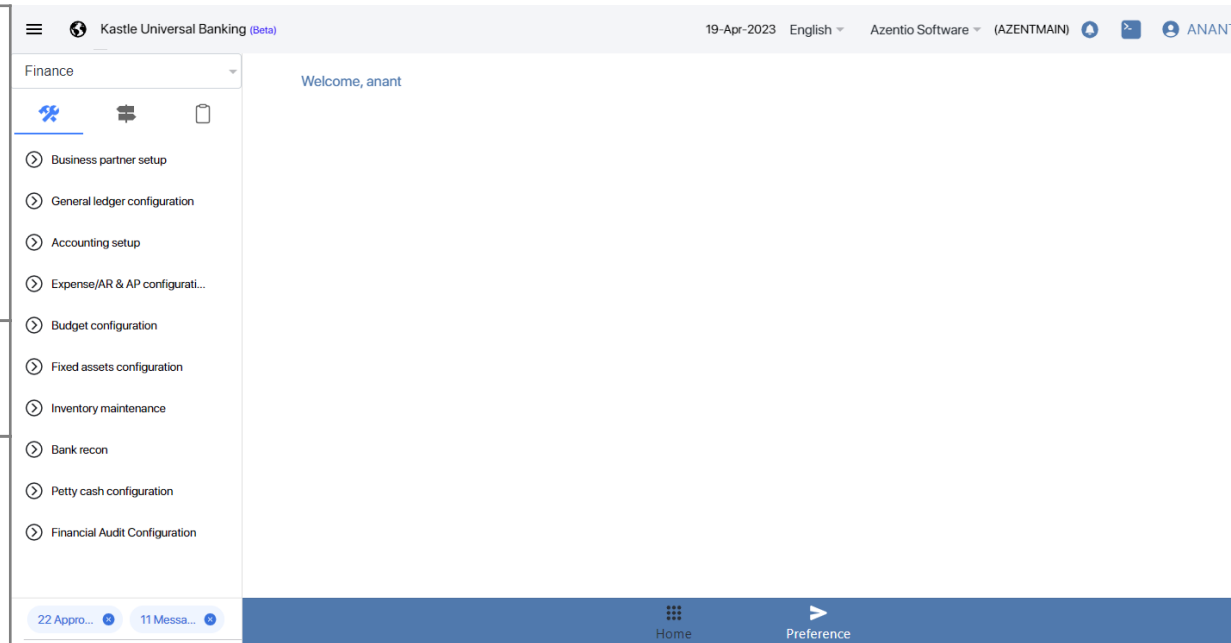 Kastle Universal Banking (Beta)
19-Apr-2023 English Azentio Software (AZENTMAIN) ANANT
Finance
Welcome, anant
Business partner setup
General ledger configuration
Accounting setup
Expense/AR & AP configurati...
Budget configuration
Fixed assets configuration
Inventory maintenance
Bank recon
Petty cash configuration
Financial Audit Configuration
22 Appro... 11 Messa...
Home Preference